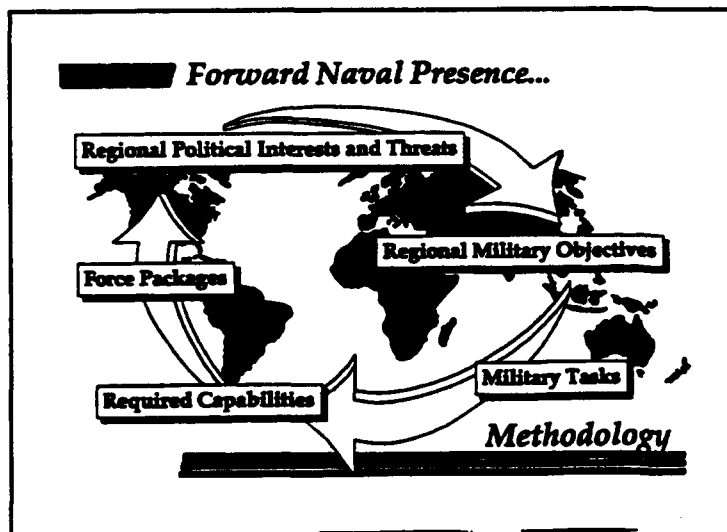 Forward Naval Presence...
Regional Political Interests and Threats
Regional Military Objectives
Force Packages
Military Tasks
Required Capabilities
Methodology